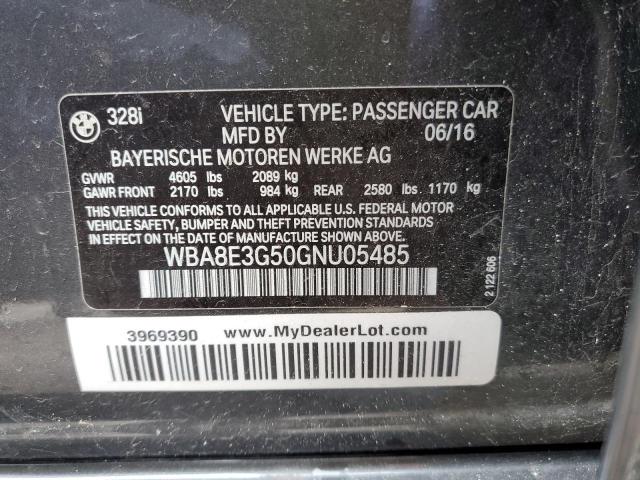 328i VEHICLE TYPE: PASSENGER CAR
MFD BY 06/16
BAYERISCHE MOTOREN WERKE AG
GVWR 4605 lbs 2089 kg
GAWR FRONT 2170 lbs 984 kg REAR 2580 lbs. 1170 kg
THIS VEHICLE CONFORMS TO ALL APPLICABLE U.S. FEDERAL MOTOR
VEHICLE SAFETY, BUMPER AND THEFT PREVENTION STANDARDS
IN EFFECT ON THE DATE OF MANUFACTURE SHOWN ABOVE.
WBA8E3G50GNU05485
2 122 606
3969390 www.MyDealerLot.com